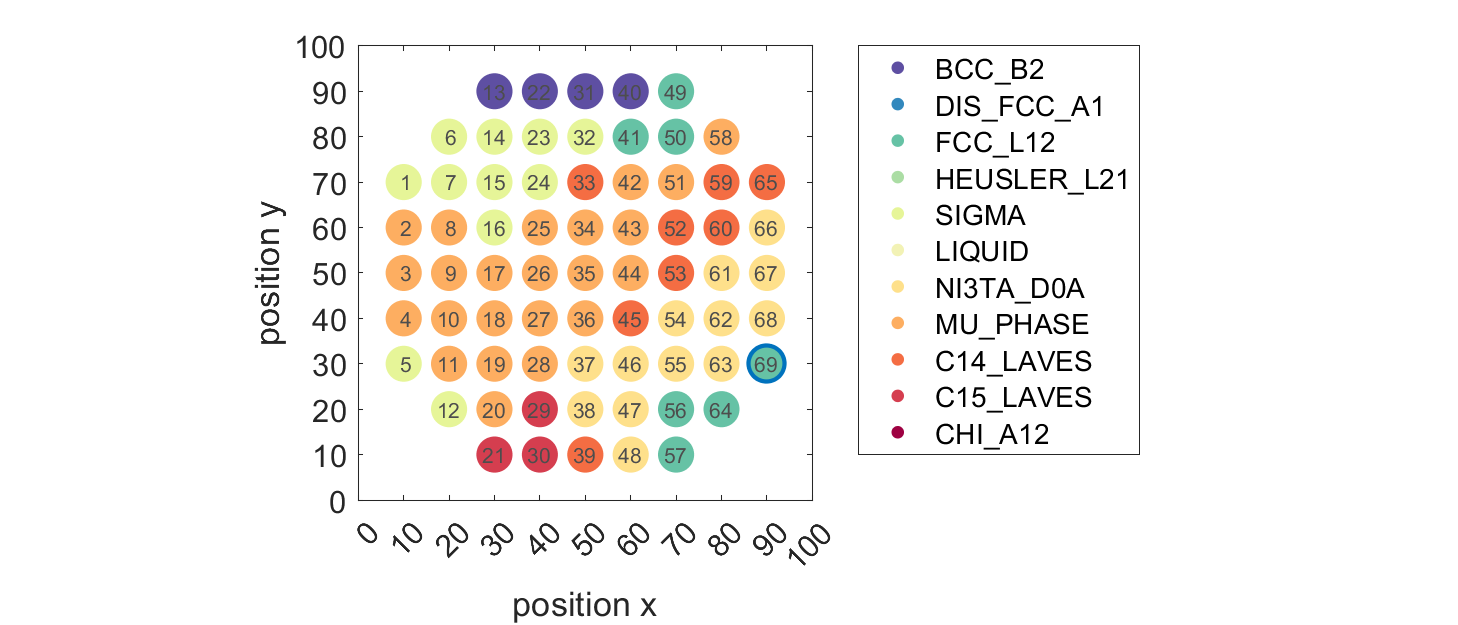 100
90 13 22 31 40 49
80 6 14 23 32 41 50 58
70 1 7 15 24 33 42 51 59 65
60 2 8 16 25 34 43 52 60 66
50 3 9 17 26 35 44 53 61 67
40 4 10 18 27 36 45 54 62 68
30 5 11 19 28 37 46 55 63 69
20 12 20 29 38 47 56 64
10 21 30 39 48 57
0
0 10 20 30 40 50 60 70 80 90 100
position x
position y
BCC_B2
DIS_FCC_A1
FCC_L12
HEUSLER_L21
SIGMA
LIQUID
NI3TA_D0A
MU_PHASE
C14_LAVES
C15_LAVES
CHI_A12